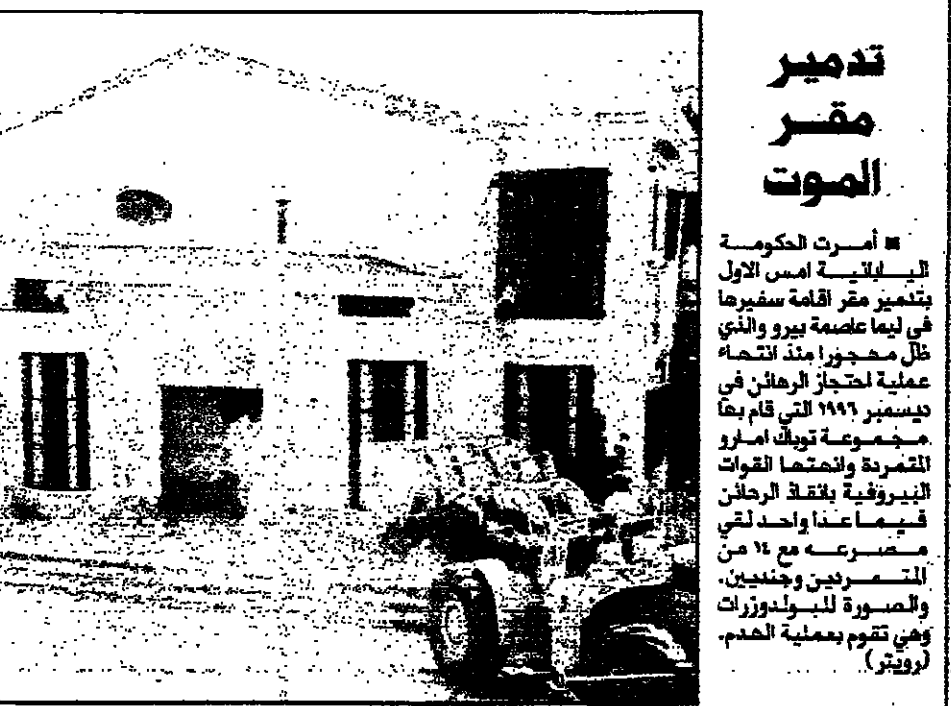 تدمير
مقر
الموت
أمرت الحكومة
اليابانية امس الاول
بتدمير مقر اقامة سفيرها
في ليما عاصمة بيرو والذي
ظل مهجورا منذ انتهاء
عملية احتجاز الرهائن في
ديسمبر ١٩٩٦ التي قام بها
مجموعة توباك امارو
المتمردة وانهتها القوات
البيروفية بانقاذ الرهائن
فيما عدا واحد لقي
مصرعه مع ١٤ من
المتمردين وجنديين.
والصورة للبولدوزرات
وهي تقوم بعملية الهدم.
(رويتر)